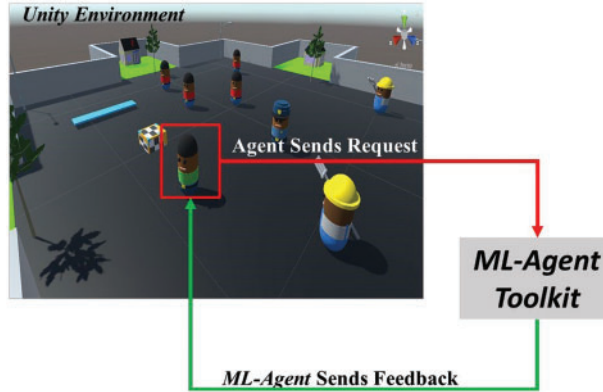 Unity Environment
Agent Sends Request
ML-Agent
Toolkit
ML-Agent Sends Feedback